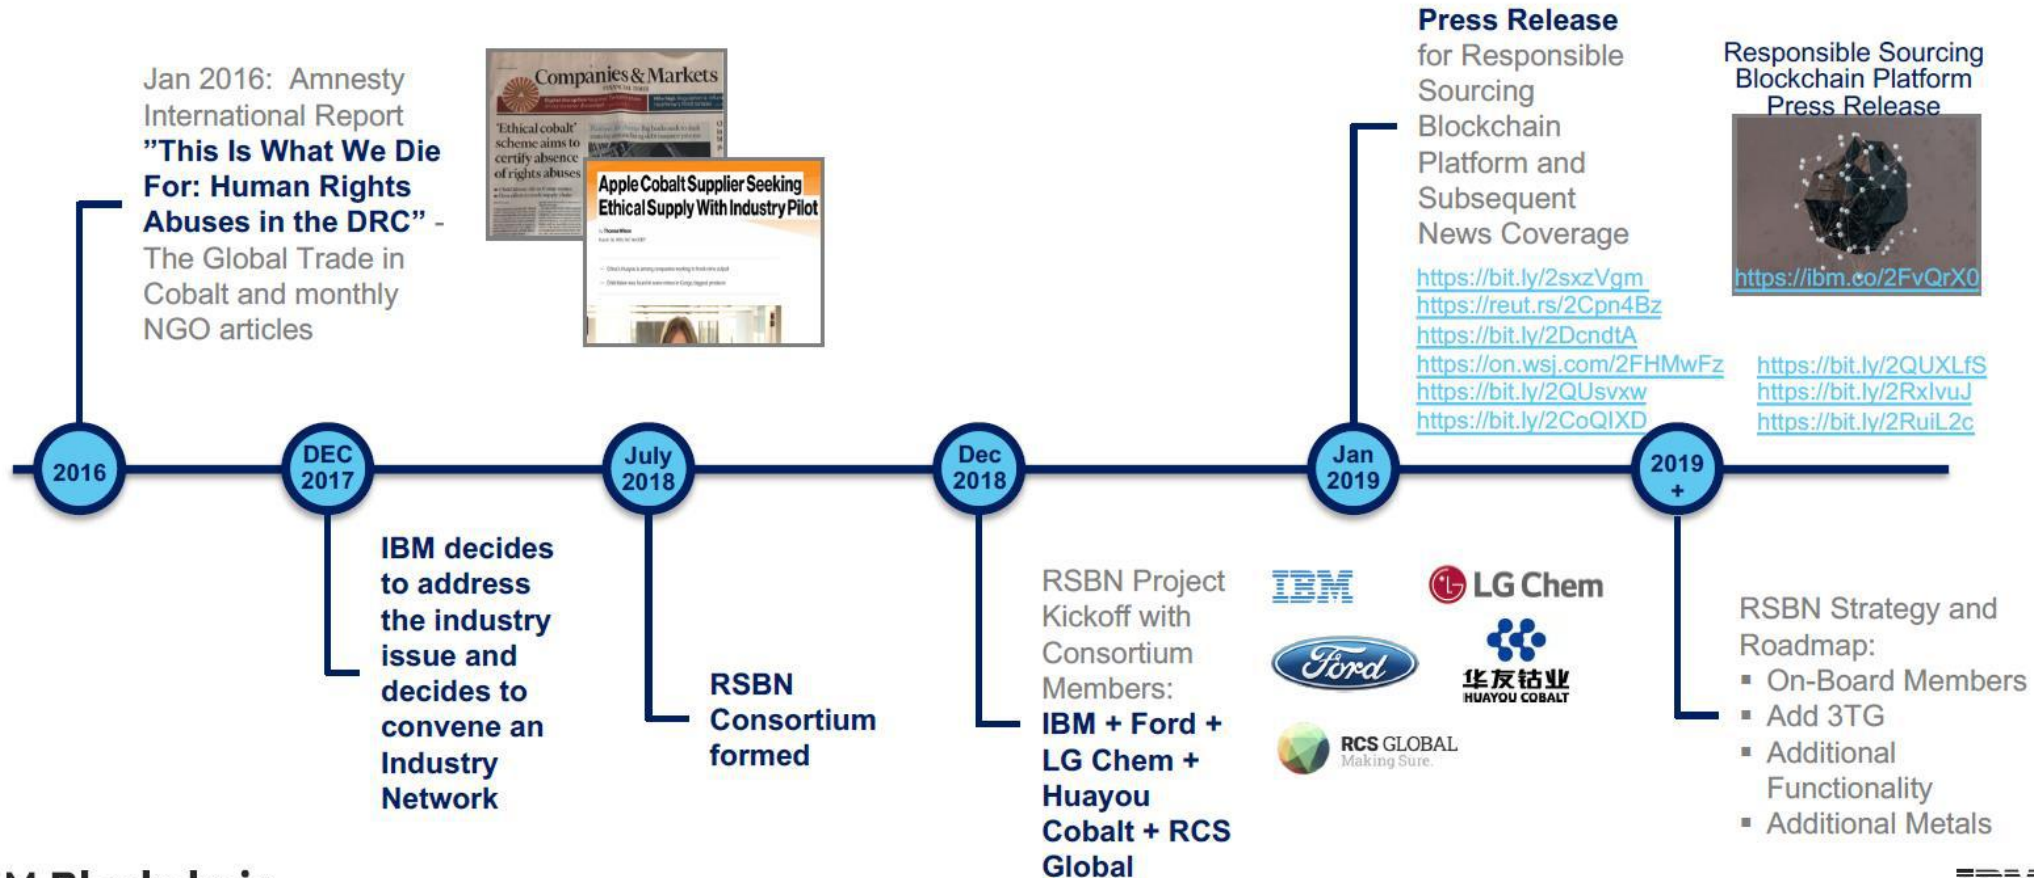 Jan 2016: Amnesty
International Report
”This Is What We Die
For: Human Rights
Abuses in the DRC” -
The Global Trade in
Cobalt and monthly
NGO articles
Companies & Markets
FINANCIAL TIMES
'Ethical cobalt'
scheme aims to
certify absence
of rights abuses
Apple Cobalt Supplier Seeking
Ethical Supply With Industry Pilot
Press Release
for Responsible
Sourcing
Blockchain
Platform and
Subsequent
News Coverage
https://bit.ly/2sxzVgm
https://reut.rs/2Cpn4Bz
https://bit.ly/2DcndtA
https://on.wsj.com/2FHMwFz
https://bit.ly/2QUsvxw
https://bit.ly/2CoQIXD
Responsible Sourcing
Blockchain Platform
Press Release
https://ibm.co/2FvQrX0
https://bit.ly/2QUXLfS
https://bit.ly/2RxIvuJ
https://bit.ly/2RuiL2c
2016
DEC
2017
July
2018
Dec
2018
Jan
2019
2019
+
IBM decides
to address
the industry
issue and
decides to
convene an
Industry
Network
RSBN
Consortium
formed
RSBN Project
Kickoff with
Consortium
Members:
IBM + Ford +
LG Chem +
Huayou
Cobalt + RCS
Global
IBM
LG Chem
Ford
华友钴业
HUAYOU COBALT
RCS GLOBAL
Making Sure.
RSBN Strategy and
Roadmap:
▪ On-Board Members
▪ Add 3TG
▪ Additional
Functionality
▪ Additional Metals